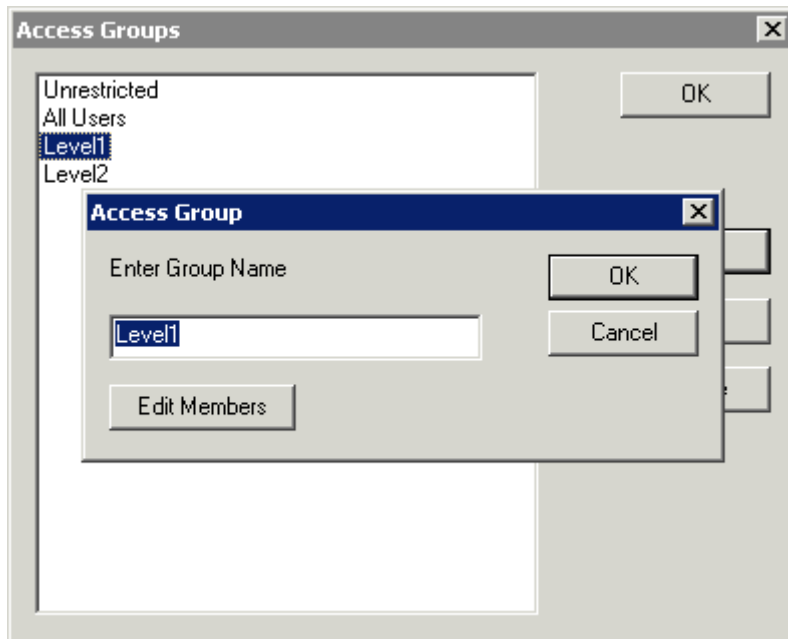 Access Groups
Unrestricted
All Users
Level1
Level2
OK
Access Group
Enter Group Name
Level1
OK
Cancel
Edit Members